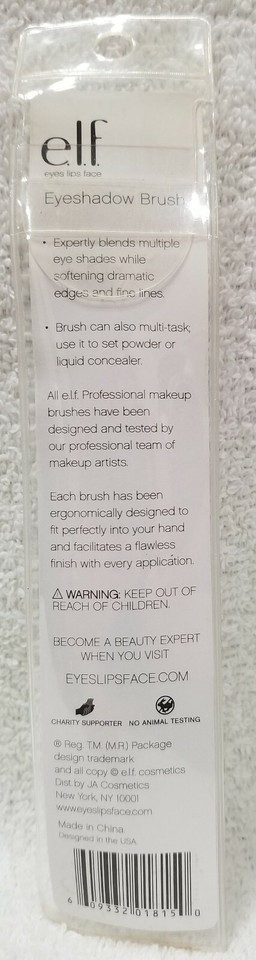 e.l.f.
eyes lips face
Eyeshadow Brush
• Expertly blends multiple
eye shades while
softening dramatic
edges and fine lines.
• Brush can also multi-task;
use it to set powder or
liquid concealer.
All e.l.f. Professional makeup
brushes have been
designed and tested by
our professional team of
makeup artists.
Each brush has been
ergonomically designed to
fit perfectly into your hand
and facilitates a flawless
finish with every application.
⚠ WARNING: KEEP OUT OF
REACH OF CHILDREN.
BECOME A BEAUTY EXPERT
WHEN YOU VISIT
EYESLIPSFACE.COM
CHARITY SUPPORTER NO ANIMAL TESTING
® Reg. T.M. (M.R.) Package
design trademark
and all copy © e.l.f. cosmetics
Dist. by JA Cosmetics
New York, NY 10001
www.eyeslipsface.com
Made in China
Designed in the USA
6 09332 01815 0